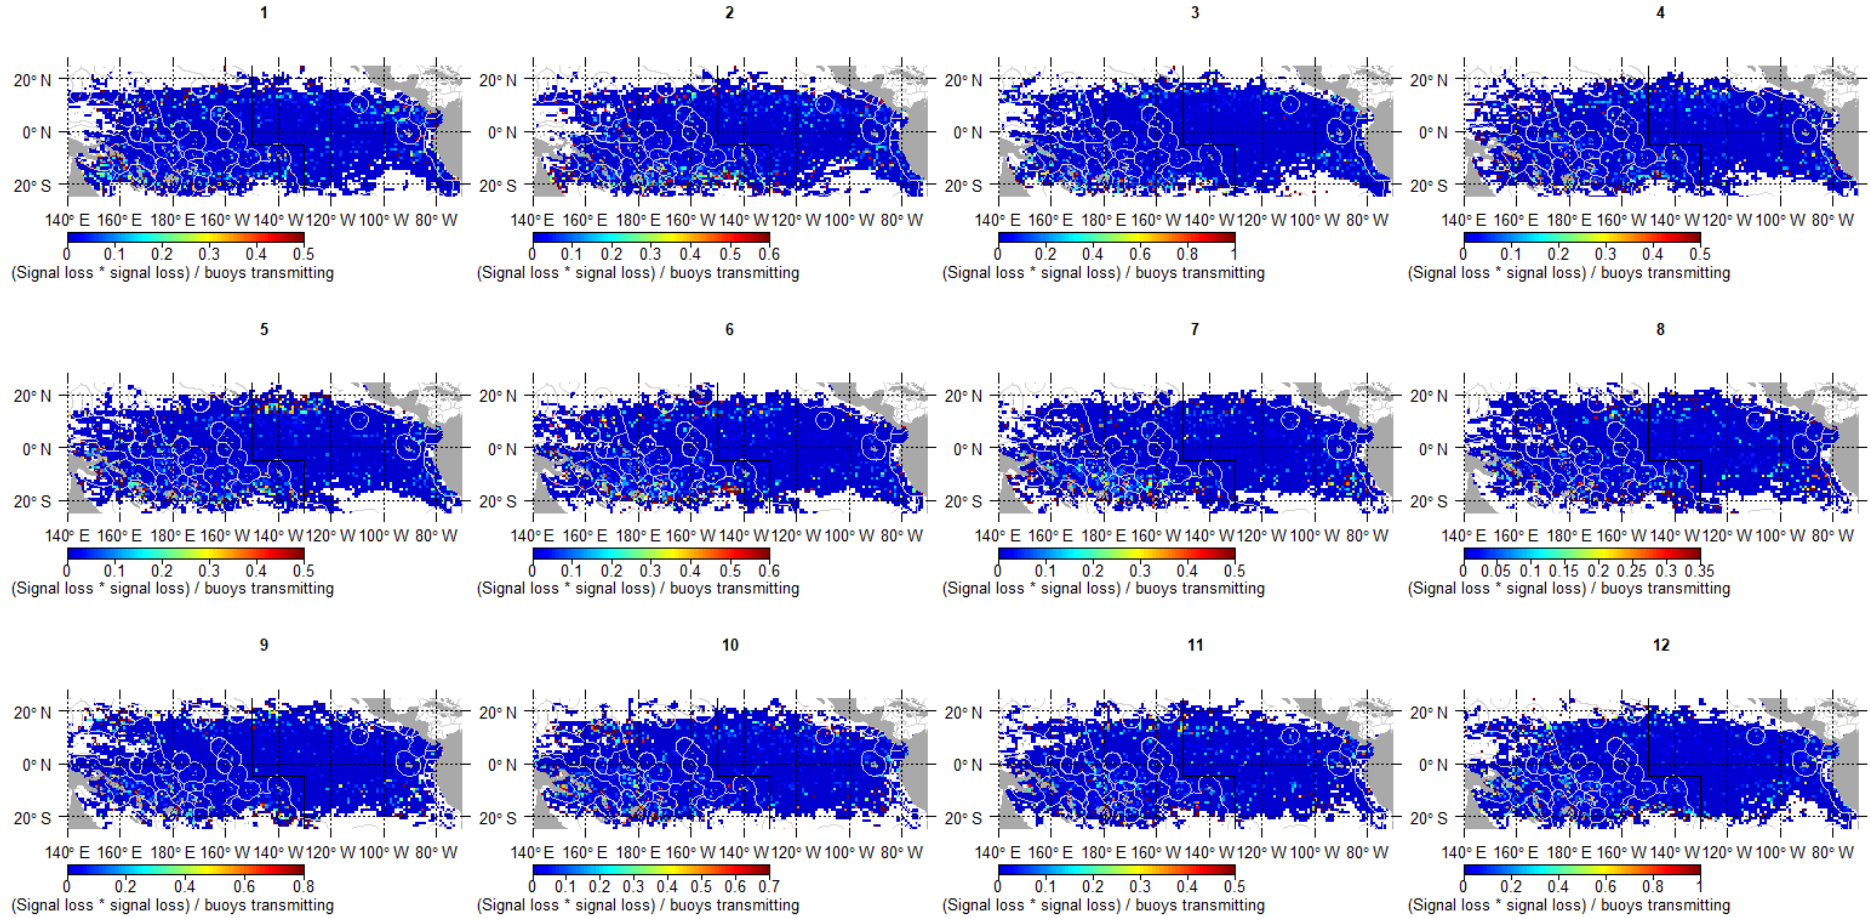 1 2 3 4
20° N 20° N 20° N 20° N
0° N 0° N 0° N 0° N
20° S 20° S 20° S 20° S
140° E 160° E 180° E 160° W 140° W 120° W 100° W 80° W 140° E 160° E 180° E 160° W 140° W 120° W 100° W 80° W 140° E 160° E 180° E 160° W 140° W 120° W 100° W 80° W 140° E 160° E 180° E 160° W 140° W 120° W 100° W 80° W
0 0.1 0.2 0.3 0.4 0.5 0 0.1 0.2 0.3 0.4 0.5 0.6 0 0.2 0.4 0.6 0.8 1 0 0.1 0.2 0.3 0.4 0.5
(Signal loss * signal loss) / buoys transmitting (Signal loss * signal loss) / buoys transmitting (Signal loss * signal loss) / buoys transmitting (Signal loss * signal loss) / buoys transmitting
5 6 7 8
20° N 20° N 20° N 20° N
0° N 0° N 0° N 0° N
20° S 20° S 20° S 20° S
140° E 160° E 180° E 160° W 140° W 120° W 100° W 80° W 140° E 160° E 180° E 160° W 140° W 120° W 100° W 80° W 140° E 160° E 180° E 160° W 140° W 120° W 100° W 80° W 140° E 160° E 180° E 160° W 140° W 120° W 100° W 80° W
0 0.1 0.2 0.3 0.4 0.5 0 0.1 0.2 0.3 0.4 0.5 0.6 0 0.1 0.2 0.3 0.4 0.5 0 0.05 0.1 0.15 0.2 0.25 0.3 0.35
(Signal loss * signal loss) / buoys transmitting (Signal loss * signal loss) / buoys transmitting (Signal loss * signal loss) / buoys transmitting (Signal loss * signal loss) / buoys transmitting
9 10 11 12
20° N 20° N 20° N 20° N
0° N 0° N 0° N 0° N
20° S 20° S 20° S 20° S
140° E 160° E 180° E 160° W 140° W 120° W 100° W 80° W 140° E 160° E 180° E 160° W 140° W 120° W 100° W 80° W 140° E 160° E 180° E 160° W 140° W 120° W 100° W 80° W 140° E 160° E 180° E 160° W 140° W 120° W 100° W 80° W
0 0.2 0.4 0.6 0.8 0 0.1 0.2 0.3 0.4 0.5 0.6 0.7 0 0.1 0.2 0.3 0.4 0.5 0 0.2 0.4 0.6 0.8 1
(Signal loss * signal loss) / buoys transmitting (Signal loss * signal loss) / buoys transmitting (Signal loss * signal loss) / buoys transmitting (Signal loss * signal loss) / buoys transmitting